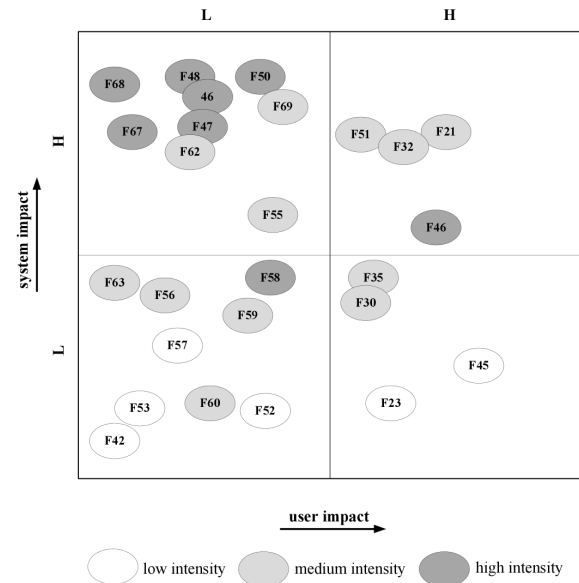 L H
F68 F48 F50
46 F69
F67 F47 F51 F21
F62 F32
H
F55
F46
system impact
F63 F58 F35
F56 F30
F59
F57
L
F45
F53 F60 F52 F23
F42
user impact
low intensity medium intensity high intensity